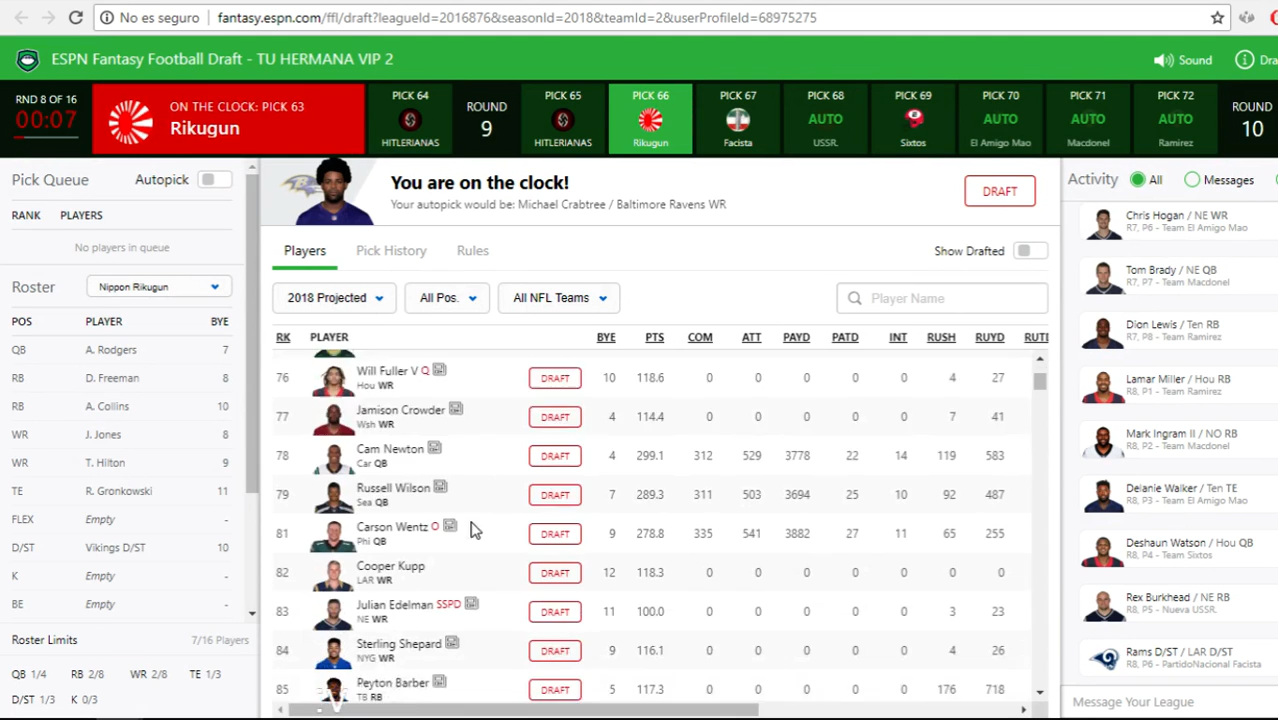 No es seguro | fantasy.espn.com/ffl/draft?leagueId=2016876&seasonId=2018&teamId=2&userProfileId=68975275
ESPN Fantasy Football Draft - TU HERMANA VIP 2
Sound
Dra
RND 8 OF 16
00:07
ON THE CLOCK: PICK 63
Rikugun
PICK 64
HITLERIANAS
ROUND
9
PICK 65
HITLERIANAS
PICK 66
Rikugun
PICK 67
Facista
PICK 68
AUTO
USSR.
PICK 69
Sixtos
PICK 70
AUTO
El Amigo Mao
PICK 71
AUTO
Macdonel
PICK 72
AUTO
Ramirez
ROUND
10
Pick Queue
Autopick
RANK PLAYERS
No players in queue
Roster
Nippon Rikugun
POS PLAYER BYE
QB A. Rodgers 7
RB D. Freeman 8
RB A. Collins 10
WR J. Jones 8
WR T. Hilton 9
TE R. Gronkowski 11
FLEX Empty -
D/ST Vikings D/ST 10
K Empty -
BE Empty -
Roster Limits 7/16 Players
QB 1/4 RB 2/8 WR 2/8 TE 1/3
D/ST 1/3 K 0/3
You are on the clock!
Your autopick would be: Michael Crabtree / Baltimore Ravens WR
DRAFT
Players Pick History Rules
Show Drafted
2018 Projected
All Pos.
All NFL Teams
Player Name
RK PLAYER BYE PTS COM ATT PAYD PATD INT RUSH RUYD RUTD
76 Will Fuller V Q DRAFT 10 118.6 0 0 0 0 0 4 27
Hou WR
77 Jamison Crowder DRAFT 4 114.4 0 0 0 0 0 7 41
Wsh WR
78 Cam Newton DRAFT 4 299.1 312 529 3778 22 14 119 583
Car QB
79 Russell Wilson DRAFT 7 289.3 311 503 3694 25 10 92 487
Sea QB
81 Carson Wentz O DRAFT 9 278.8 335 541 3882 27 11 65 255
Phi QB
82 Cooper Kupp DRAFT 12 118.3 0 0 0 0 0 0 0
LAR WR
83 Julian Edelman SSPD DRAFT 11 100.0 0 0 0 0 0 3 23
NE WR
84 Sterling Shepard DRAFT 9 116.1 0 0 0 0 0 4 26
NYG WR
85 Peyton Barber DRAFT 5 117.3 0 0 0 0 0 176 718
TB RB
Activity
All
Messages
Chris Hogan / NE WR
R7, P6 - Team El Amigo Mao
Tom Brady / NE QB
R7, P7 - Team Macdonel
Dion Lewis / Ten RB
R7, P8 - Team Ramirez
Lamar Miller / Hou RB
R8, P1 - Team Ramirez
Mark Ingram II / NO RB
R8, P2 - Team Macdonel
Delanie Walker / Ten TE
R8, P3 - Team El Amigo Mao
Deshaun Watson / Hou QB
R8, P4 - Team Sixtos
Rex Burkhead / NE RB
R8, P5 - Nueva USSR.
Rams D/ST / LAR D/ST
R8, P6 - PartidoNacional Facista
Message Your League